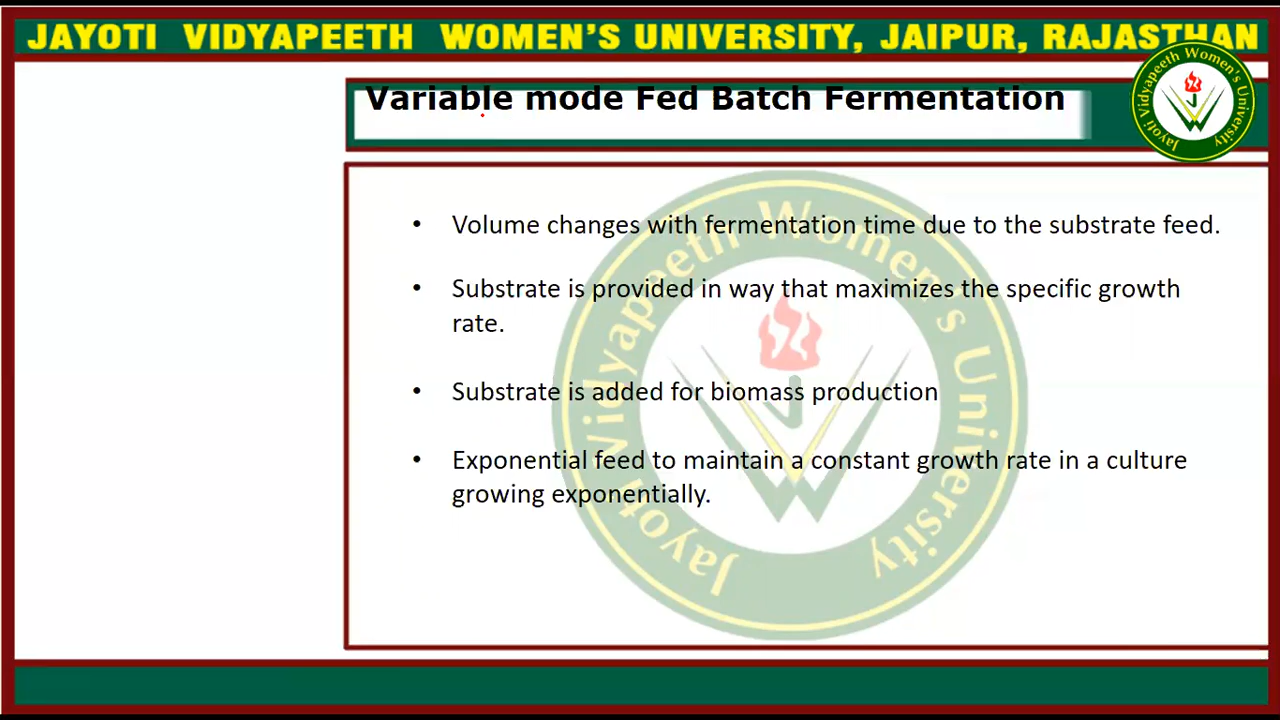 JAYOTI VIDYAPEETH WOMEN'S UNIVERSITY, JAIPUR, RAJASTHAN
Jayoti Vidyapeeth Women's University
Variable mode Fed Batch Fermentation
• Volume changes with fermentation time due to the substrate feed.
• Substrate is provided in way that maximizes the specific growth
rate.
• Substrate is added for biomass production
• Exponential feed to maintain a constant growth rate in a culture
growing exponentially.
Jayoti Vidyapeeth Women's University